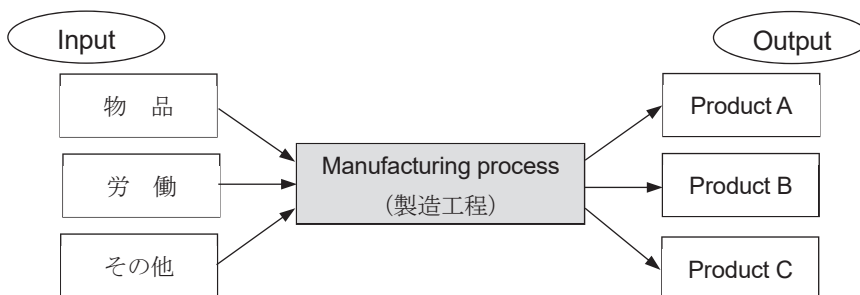 Input
Output
物　品
労　働
その他
Manufacturing process
（製造工程）
Product A
Product B
Product C